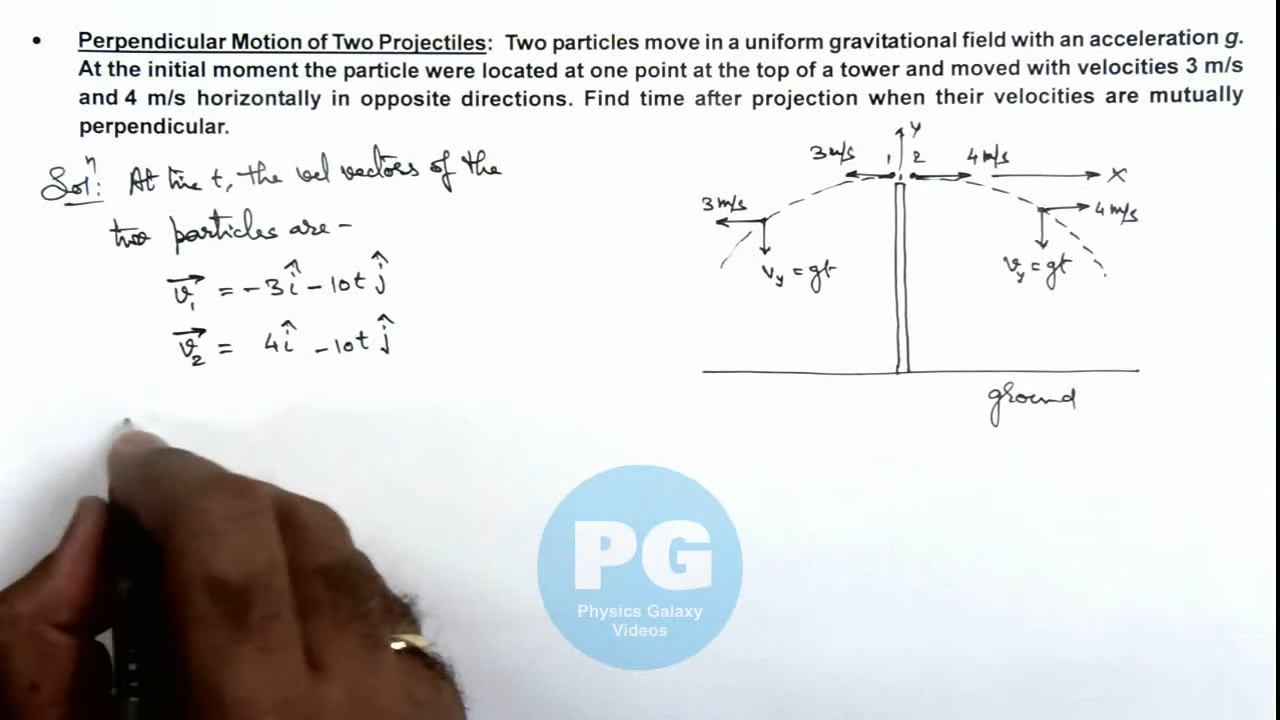 • Perpendicular Motion of Two Projectiles: Two particles move in a uniform gravitational field with an acceleration g.
At the initial moment the particle were located at one point at the top of a tower and moved with velocities 3 m/s
and 4 m/s horizontally in opposite directions. Find time after projection when their velocities are mutually
perpendicular.
Solⁿ: At time t, the vel vectors of the
two particles are –
v₁⃗ = -3î - 10t ĵ
v₂⃗ = 4î - 10t ĵ
Y
3m/s 1 2 4m/s
X
3m/s
4m/s
Vy = gt
Vy = gt
ground
PG
Physics Galaxy
Videos